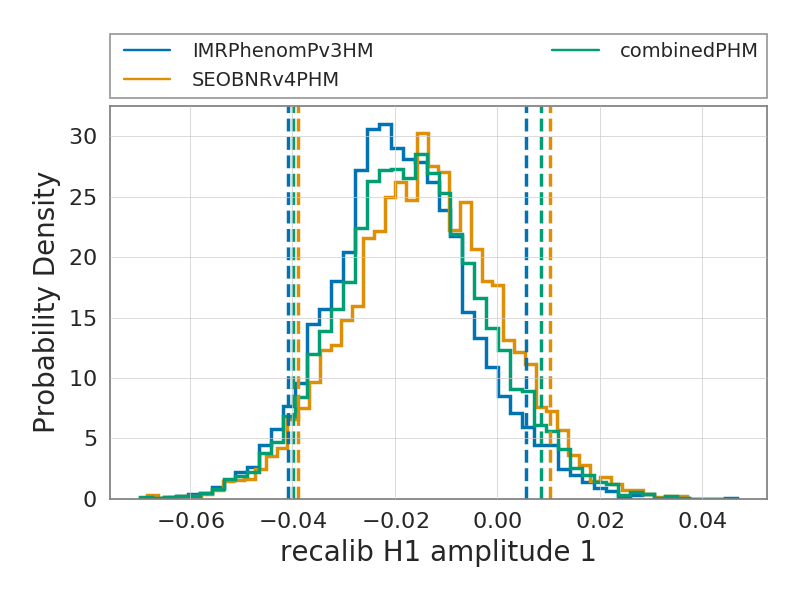 IMRPhenomPv3HM combinedPHM
SEOBNRv4PHM
30
25
20
15
10
5
0
Probability Density
−0.06 −0.04 −0.02 0.00 0.02 0.04
recalib H1 amplitude 1